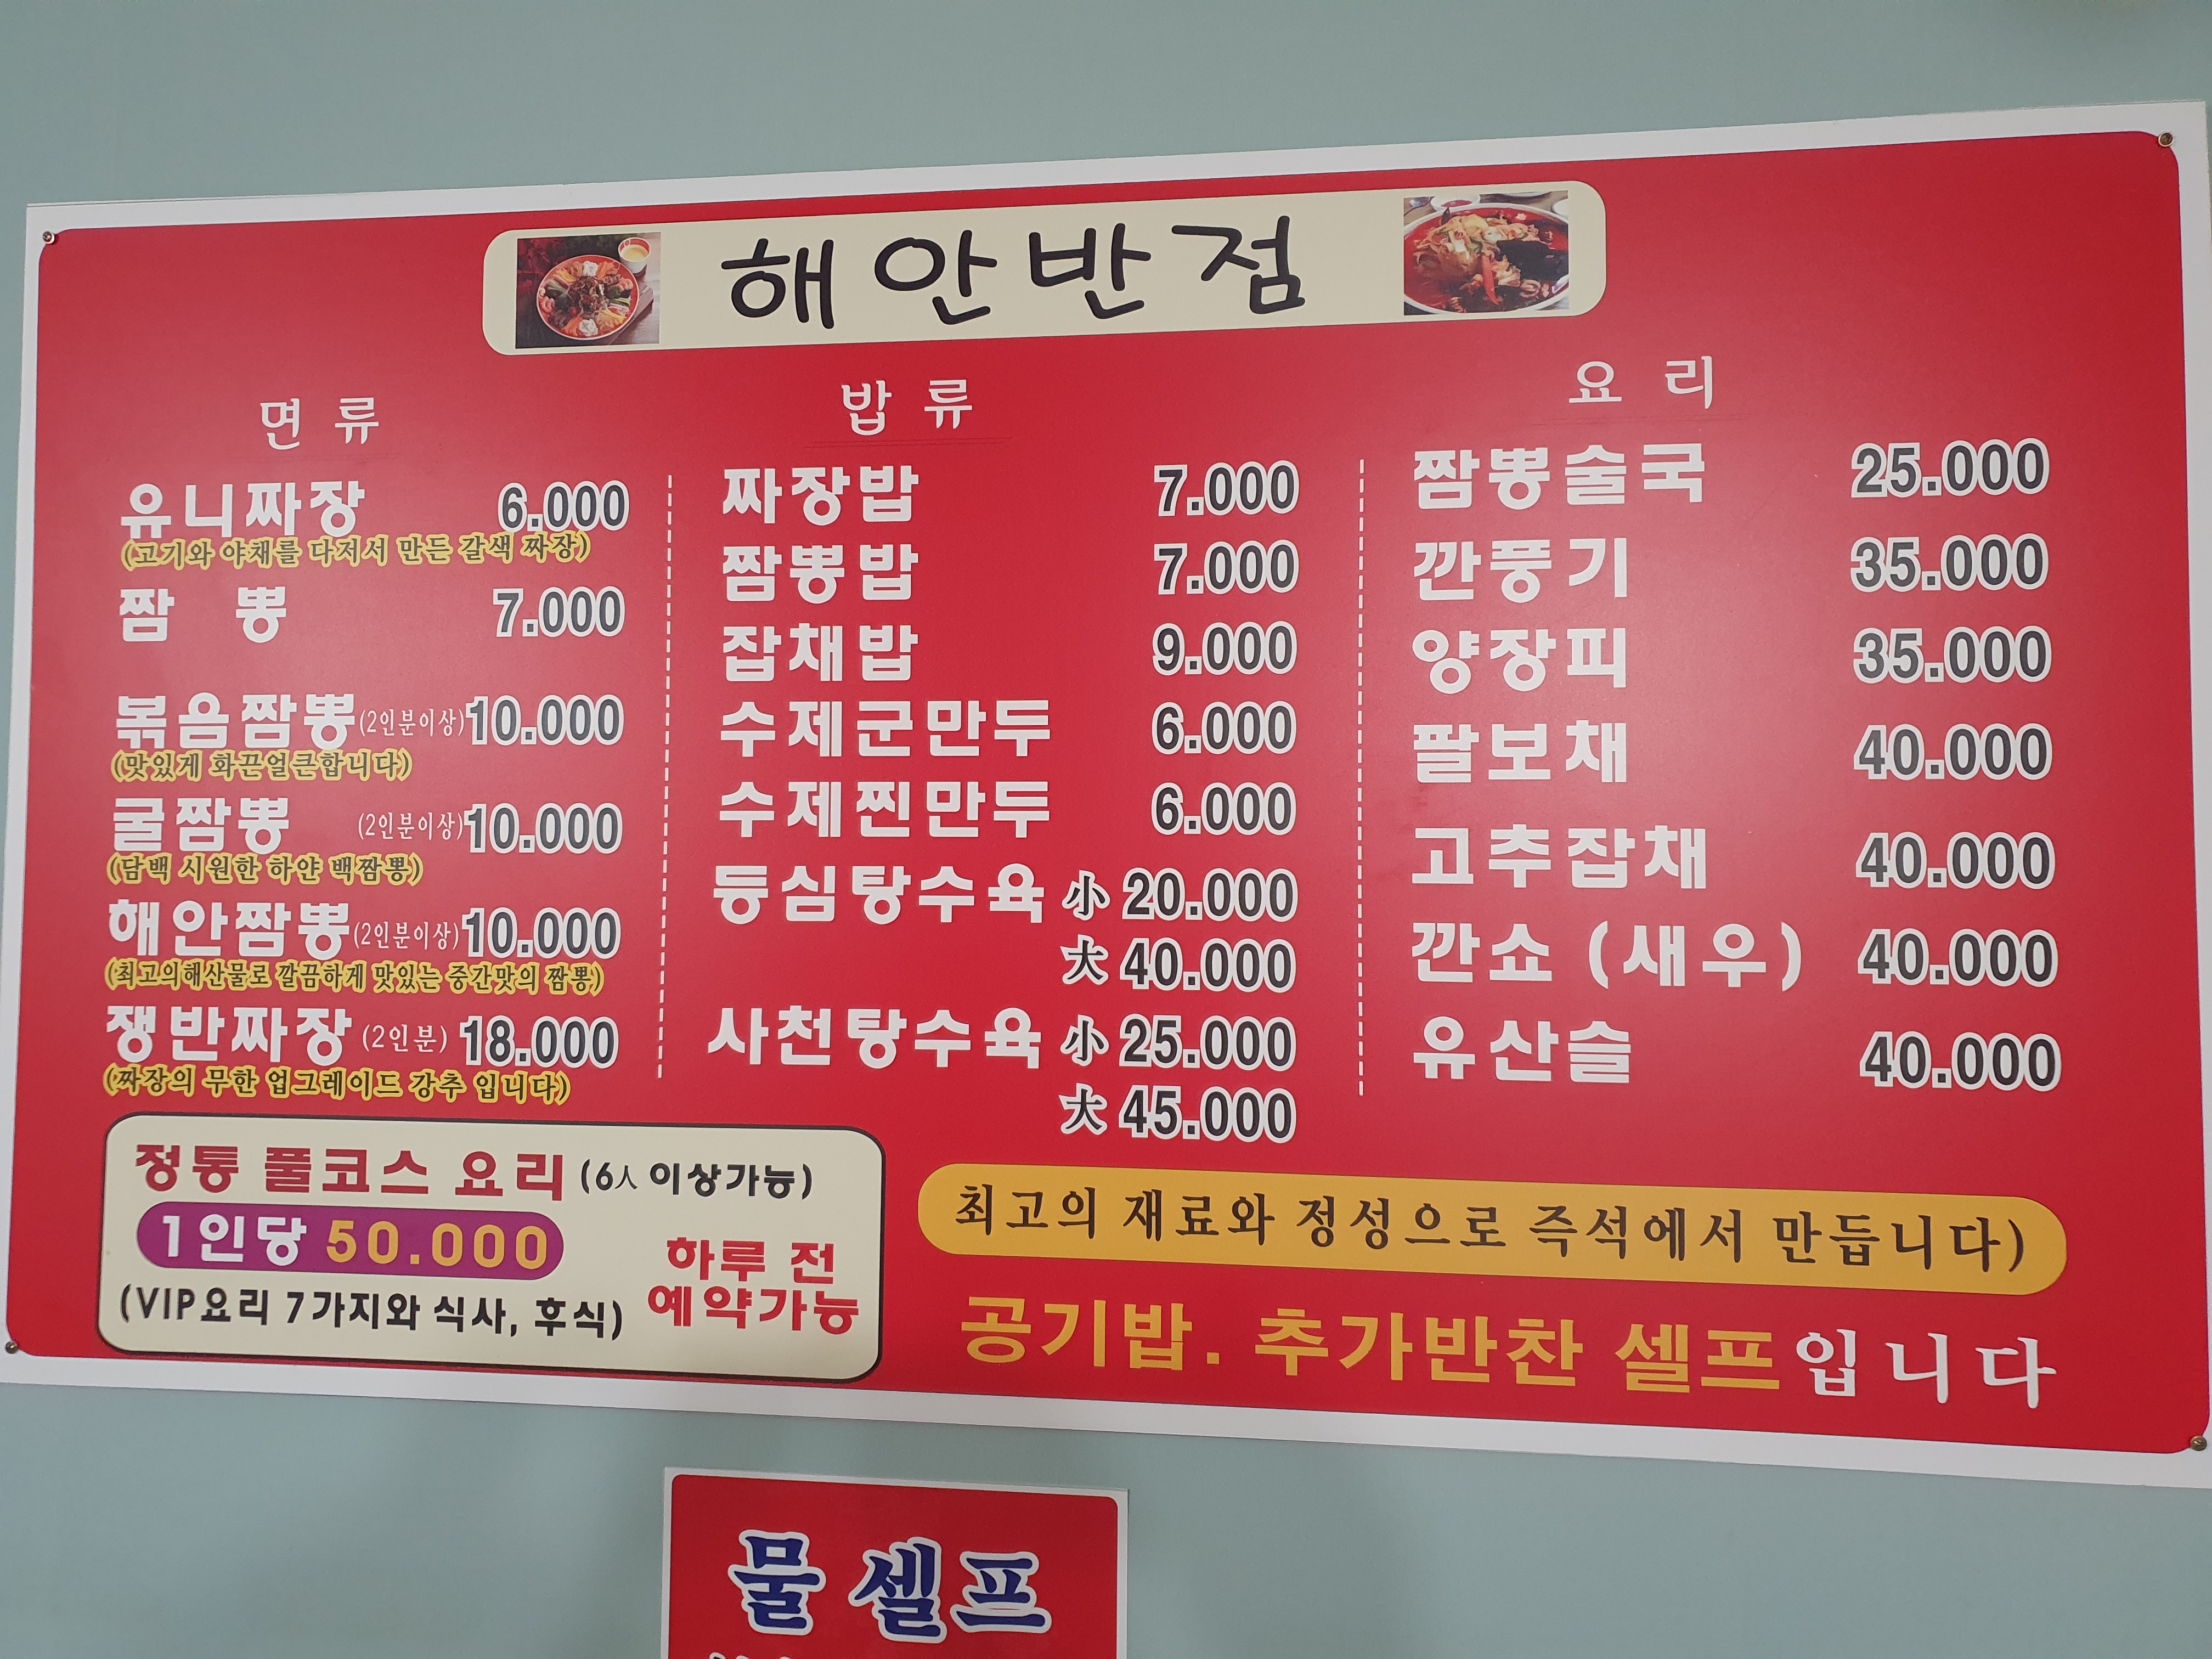 해안반점
면류
유니짜장 6.000
(고기와 야채를 다져서 만든 갈색 짜장)
짬뽕 7.000
볶음짬뽕(2인분이상)10.000
(맛있게 화끈얼큰합니다)
굴짬뽕 (2인분이상)10.000
(담백 시원한 하얀 백짬뽕)
해안짬뽕(2인분이상)10.000
(최고의해산물로 깔끔하게 맛있는 중간맛의 짬뽕)
쟁반짜장 (2인분) 18.000
(짜장의 무한 업그레이드 강추 입니다)
밥류
짜장밥 7.000
짬뽕밥 7.000
잡채밥 9.000
수제군만두 6.000
수제찐만두 6.000
등심탕수육 小 20.000
大 40.000
사천탕수육 小 25.000
大 45.000
요리
짬뽕술국 25.000
깐풍기 35.000
양장피 35.000
팔보채 40.000
고추잡채 40.000
깐쇼 (새우) 40.000
유산슬 40.000
정통 풀코스 요리 (6人 이상가능)
1인당 50.000
(VIP요리 7가지와 식사, 후식)
하루 전
예약가능
최고의 재료와 정성으로 즉석에서 만듭니다)
공기밥. 추가반찬 셀프입니다
물 셀프